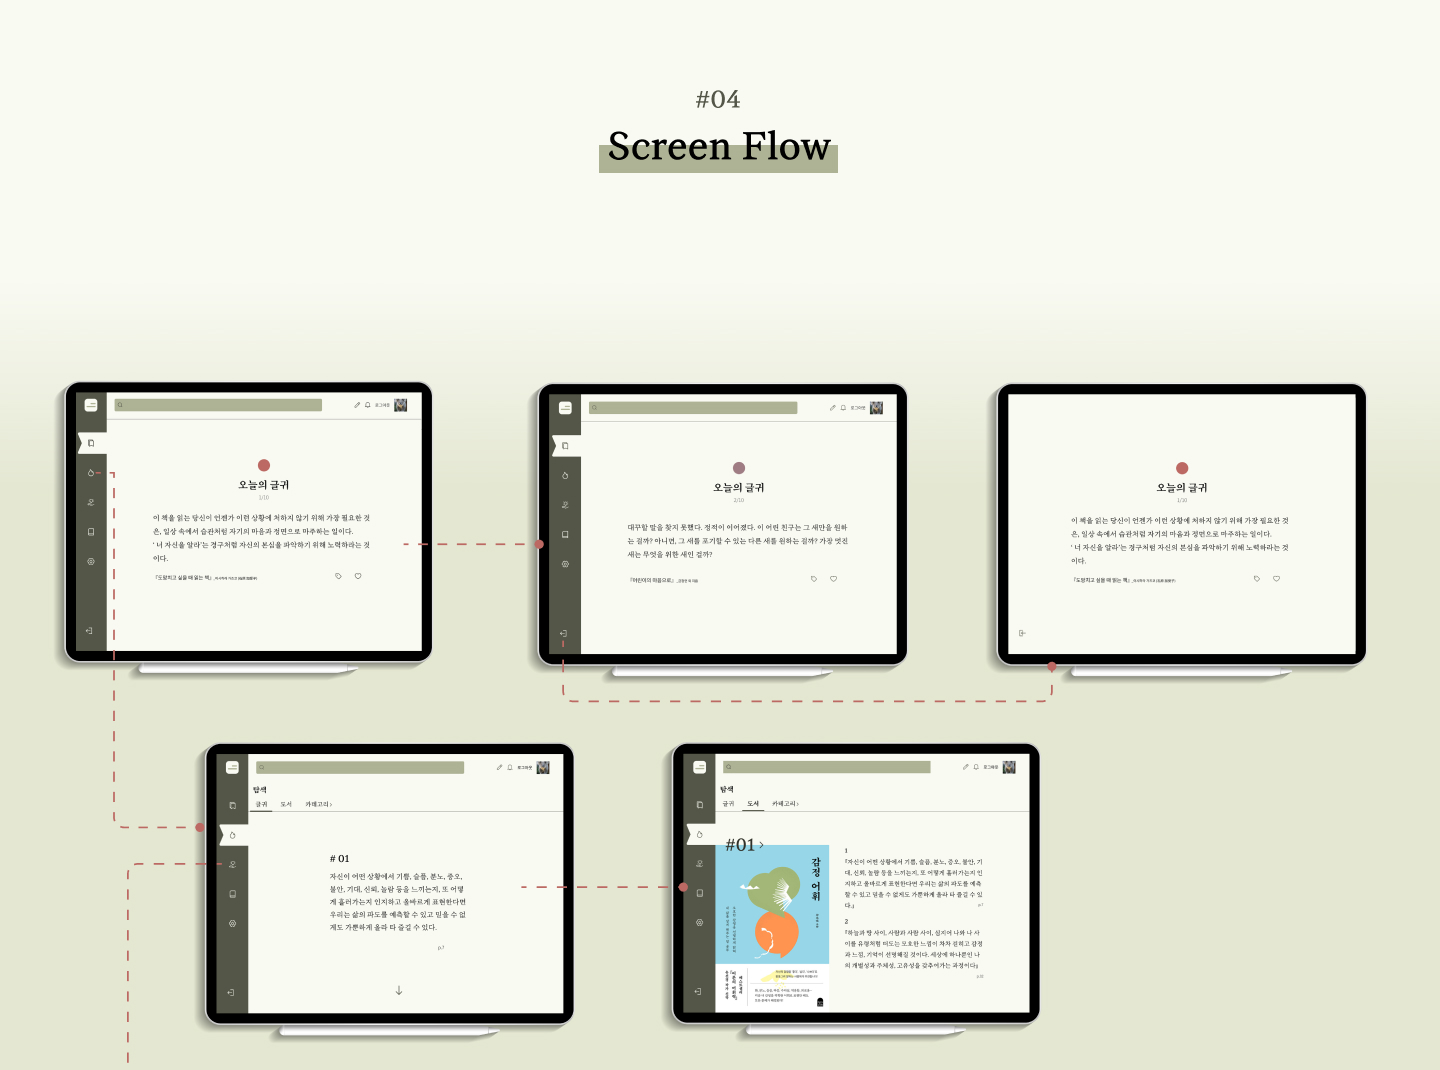 #04
Screen Flow
로그아웃
오늘의 글귀
1/10
이 책을 읽는 당신이 언젠가 이런 상황에 처하지 않기 위해 가장 필요한 것
은, 일상 속에서 습관처럼 자기의 마음과 정면으로 마주하는 일이다.
‘ 너 자신을 알라’는 경구처럼 자신의 본심을 파악하기 위해 노력하라는 것
이다.
『도망치고 싶을 때 읽는 책』
로그아웃
오늘의 글귀
1/10
대꾸할 말을 찾지 못했다. 정적이 이어졌다. 이 어린 친구는 그 새만을 원하
는 걸까? 아니면, 그 새를 포기할 수 있는 다른 새를 원하는 걸까? 가장 멋진
새는 무엇을 위한 새인 걸까?
『어린이의 마음으로』
오늘의 글귀
1/10
이 책을 읽는 당신이 언젠가 이런 상황에 처하지 않기 위해 가장 필요한 것
은, 일상 속에서 습관처럼 자기의 마음과 정면으로 마주하는 일이다.
‘ 너 자신을 알라’는 경구처럼 자신의 본심을 파악하기 위해 노력하라는 것
이다.
『도망치고 싶을 때 읽는 책』
로그아웃
탐색
글귀 도서 카테고리 ›
# 01
자신이 어떤 상황에서 기쁨, 슬픔, 분노, 증오,
불안, 기대, 신뢰, 놀람 등을 느끼는지, 또 어떻
게 흘러가는지 인지하고 올바르게 표현한다면
우리는 삶의 파도를 예측할 수 있고 믿을 수 없
게도 가뿐하게 올라 타 즐길 수 있다.
p.7
로그아웃
탐색
글귀 도서 카테고리 ›
#01 ›
감정 어휘
1
『자신이 어떤 상황에서 기쁨, 슬픔, 분노, 증오, 불안, 기
대, 신뢰, 놀람 등을 느끼는지, 또 어떻게 흘러가는지 인
지하고 올바르게 표현한다면 우리는 삶의 파도를 예측
할 수 있고 믿을 수 없게도 가뿐하게 올라 타 즐길 수 있
다.』
p.7
2
『하늘과 땅 사이, 사람과 사람 사이, 심지어 나와 나 사
이를 유령처럼 떠도는 모호한 느낌이 차차 걷히고 감정
과 느낌, 기억이 선명해질 것이다. 세상에 하나뿐인 나
의 개별성과 주체성, 고유성을 갖추어가는 과정이다』